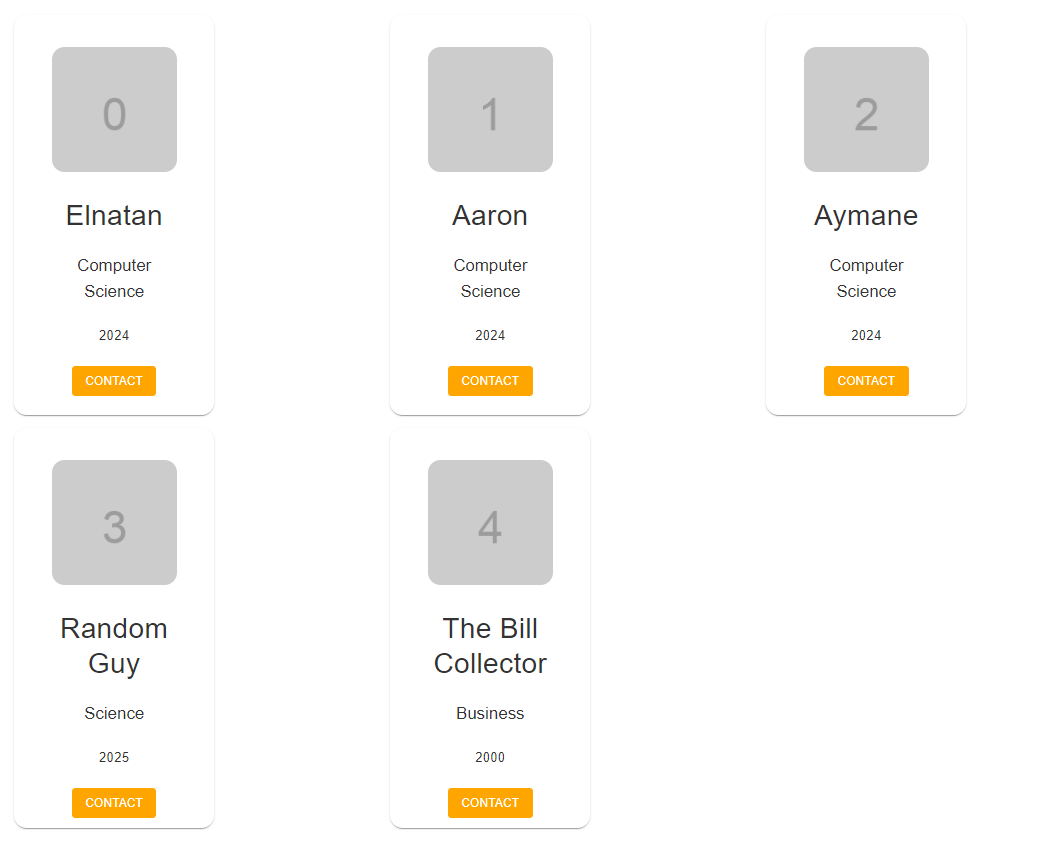 0
Elnatan
Computer
Science
2024
CONTACT
1
Aaron
Computer
Science
2024
CONTACT
2
Aymane
Computer
Science
2024
CONTACT
3
Random
Guy
Science
2025
CONTACT
4
The Bill
Collector
Business
2000
CONTACT